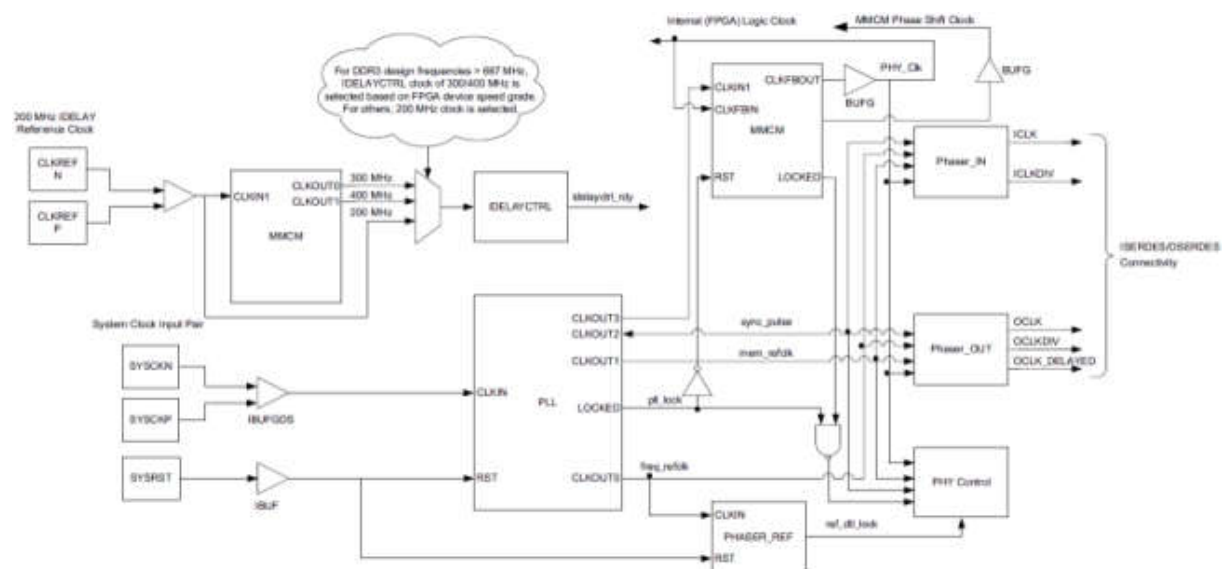 Internal (FPGA) Logic Clock
MMCM Phase Shift Clock
For DDR3 design frequencies > 667 MHz,
IDELAYCTRL clock of 300/400 MHz is
selected based on FPGA device speed grade.
For others, 200 MHz clock is selected.
CLKFBOUT
PHY_Clk
BUFG
BUFG
CLKIN1
CLKFBIN
MMCM
RST
LOCKED
200 MHz IDELAY
Reference Clock
CLKREF
N
CLKREF
P
CLKIN1
CLKOUT0
CLKOUT1
MMCM
300 MHz
400 MHz
200 MHz
IDELAYCTRL
idelayctrl_rdy
Phaser_IN
ICLK
ICLKDIV
ISERDES/OSERDES
Connectivity
System Clock Input Pair
SYSCKN
SYSCKP
IBUFGDS
SYSRST
IBUF
CLKIN
PLL
RST
CLKOUT3
CLKOUT2
CLKOUT1
LOCKED
CLKOUT0
sync_pulse
mem_refclk
pll_lock
freq_refclk
Phaser_OUT
OCLK
OCLKDIV
OCLK_DELAYED
PHY Control
CLKIN
PHASER_REF
RST
ref_dll_lock